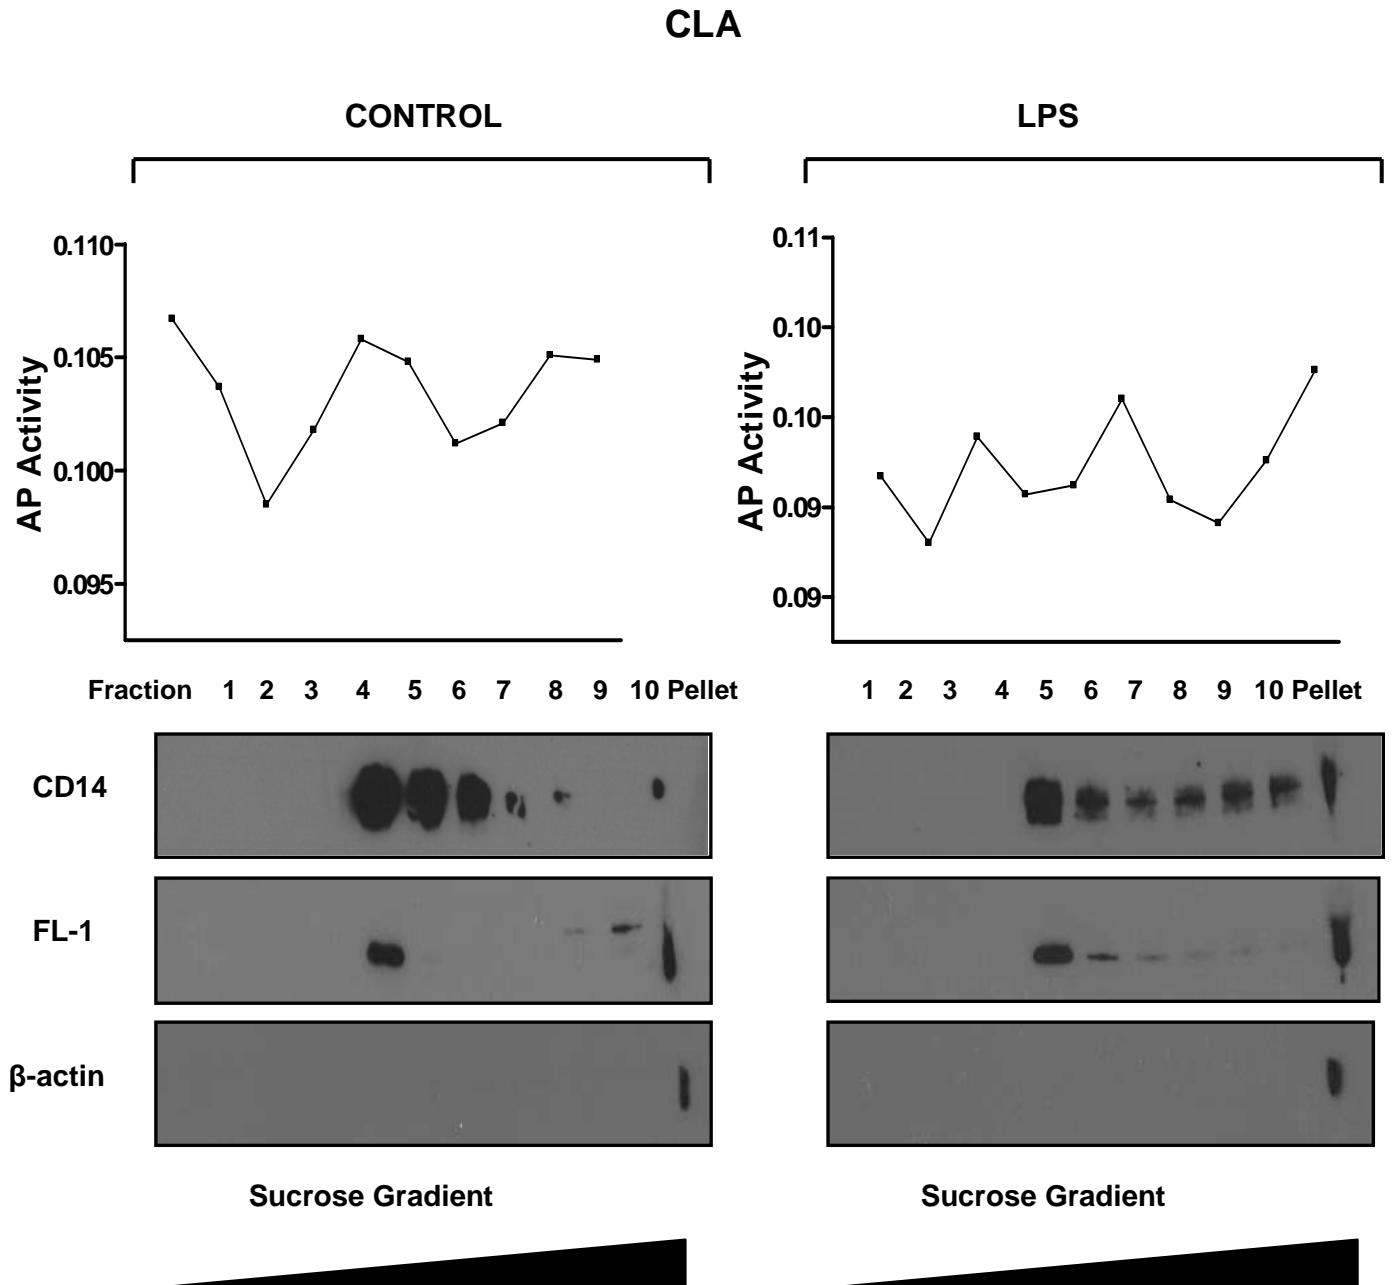 CLA
CONTROL
LPS
0.110
0.105
0.100
0.095
AP Activity
0.11
0.10
0.10
0.09
0.09
AP Activity
Fraction 1 2 3 4 5 6 7 8 9 10 Pellet
1 2 3 4 5 6 7 8 9 10 Pellet
CD14
FL-1
β-actin
Sucrose Gradient
Sucrose Gradient